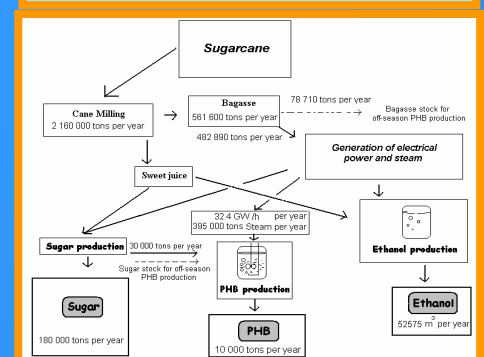 Sugarcane
Cane Milling
2 160 000 tons per year
Bagasse
561 600 tons per year
78 710 tons per year
Bagasse stock for
off-season PHB production
482 890 tons per year
Generation of electrical
power and steam
Sweet juice
32.4 GW /h per year
395 000 tons Steam per year
Sugar production
30 000 tons per year
Sugar stock for off-season
PHB production
PHB production
Ethanol production
Sugar
180 000 tons per year
PHB
10 000 tons per year
Ethanol
52575 m³ per year